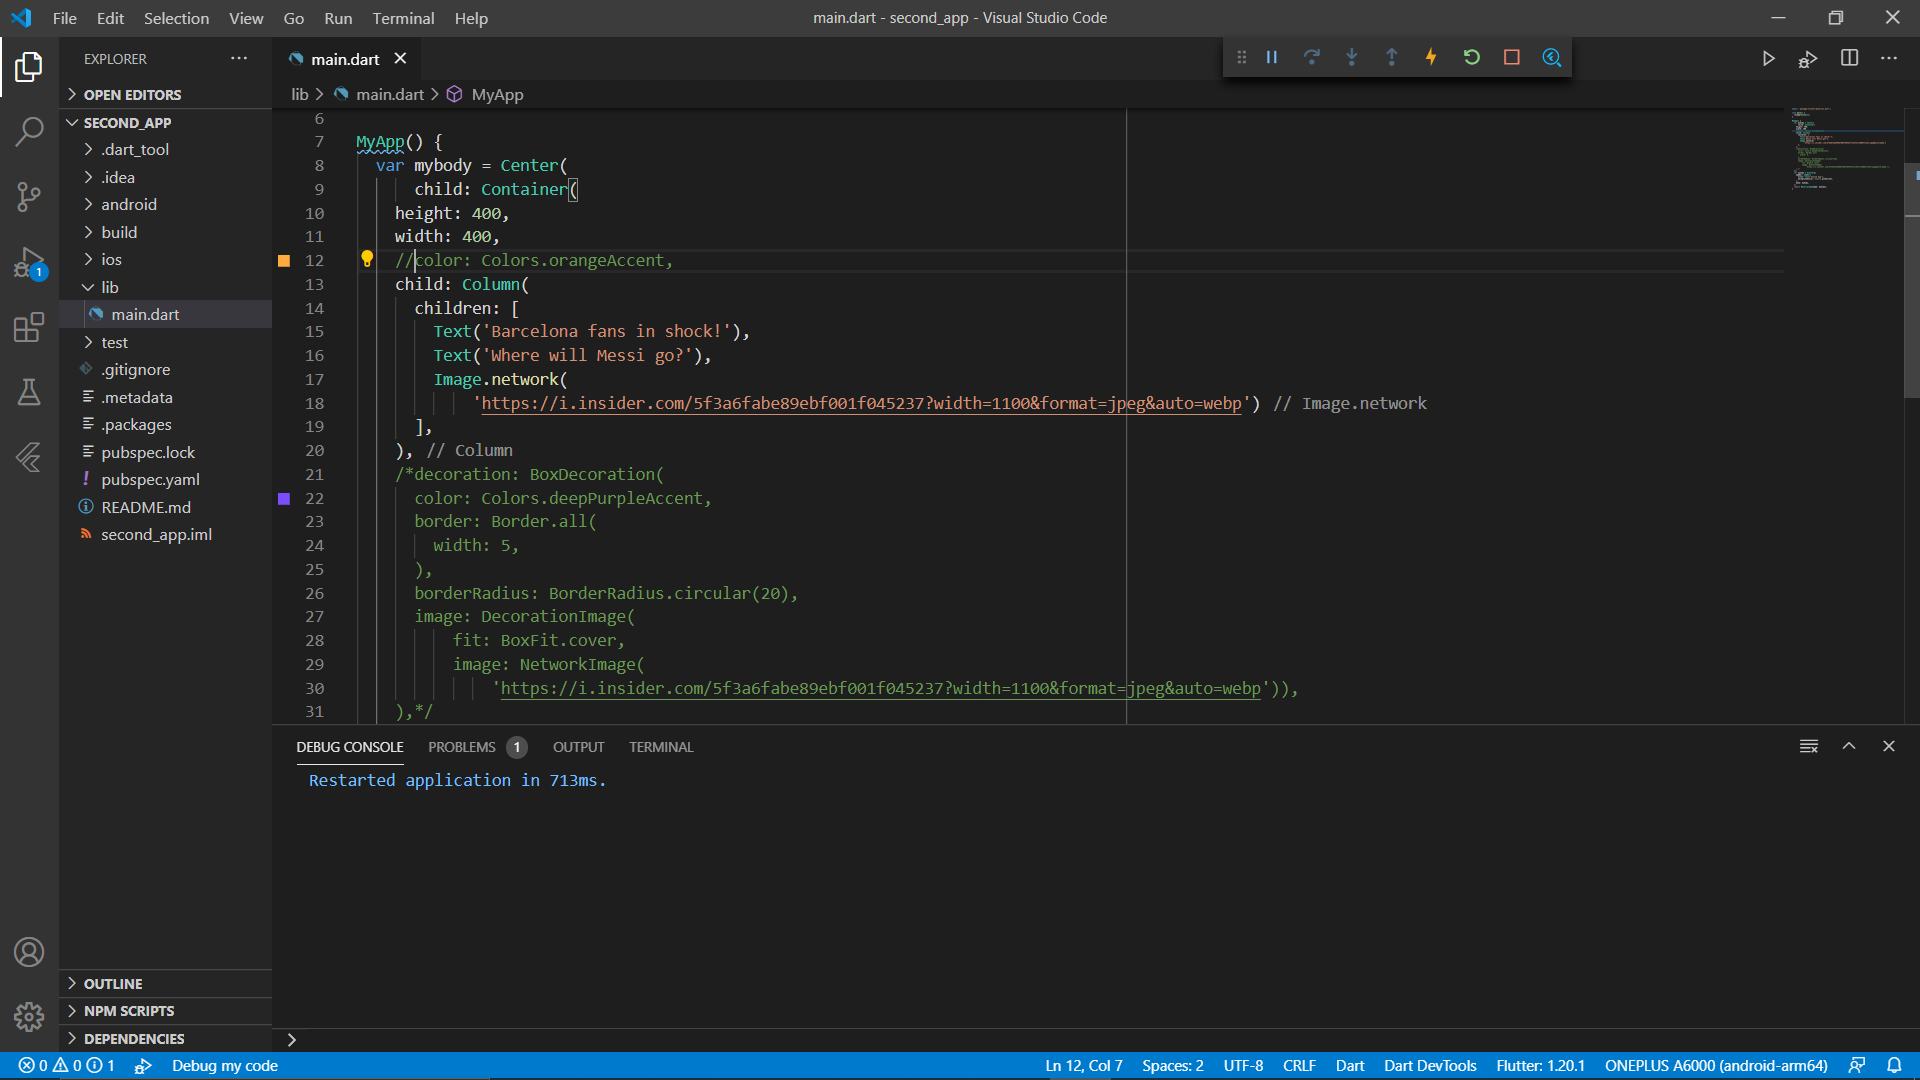 File Edit Selection View Go Run Terminal Help
main.dart - second_app - Visual Studio Code
EXPLORER
OPEN EDITORS
SECOND_APP
.dart_tool
.idea
android
build
ios
lib
main.dart
test
.gitignore
.metadata
.packages
pubspec.lock
pubspec.yaml
README.md
second_app.iml
OUTLINE
NPM SCRIPTS
DEPENDENCIES
1
main.dart
lib > main.dart > MyApp
6
7 MyApp() {
8 var mybody = Center(
9 child: Container(
10 height: 400,
11 width: 400,
12 //color: Colors.orangeAccent,
13 child: Column(
14 children: [
15 Text('Barcelona fans in shock!'),
16 Text('Where will Messi go?'),
17 Image.network(
18 'https://i.insider.com/5f3a6fabe89ebf001f045237?width=1100&format=jpeg&auto=webp') // Image.network
19 ],
20 ), // Column
21 /*decoration: BoxDecoration(
22 color: Colors.deepPurpleAccent,
23 border: Border.all(
24 width: 5,
25 ),
26 borderRadius: BorderRadius.circular(20),
27 image: DecorationImage(
28 fit: BoxFit.cover,
29 image: NetworkImage(
30 'https://i.insider.com/5f3a6fabe89ebf001f045237?width=1100&format=jpeg&auto=webp')),
31 ),*/
DEBUG CONSOLE PROBLEMS 1 OUTPUT TERMINAL
Restarted application in 713ms.
0 0 1 Debug my code Ln 12, Col 7 Spaces: 2 UTF-8 CRLF Dart Dart DevTools Flutter: 1.20.1 ONEPLUS A6000 (android-arm64)